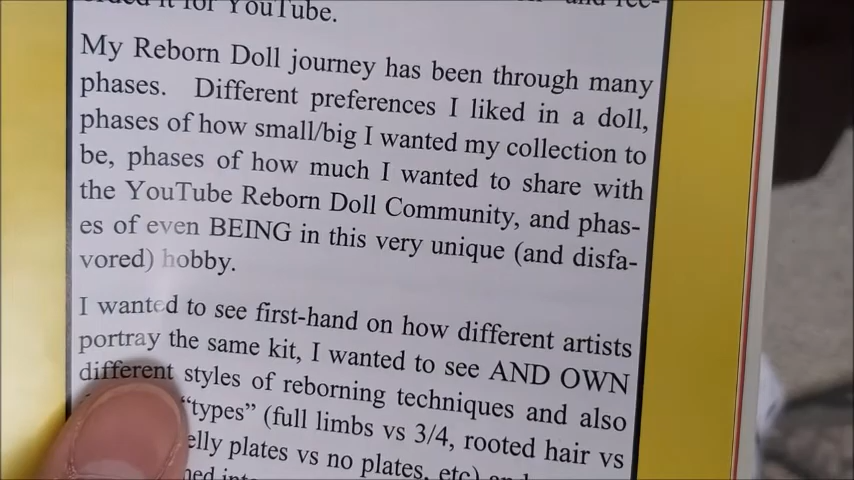 it for YouTube.
My Reborn Doll journey has been through many
phases. Different preferences I liked in a doll,
phases of how small/big I wanted my collection to
be, phases of how much I wanted to share with
the YouTube Reborn Doll Community, and phas-
es of even BEING in this very unique (and disfa-
vored) hobby.
I wanted to see first-hand on how different artists
portray the same kit, I wanted to see AND OWN
different styles of reborning techniques and also
“types” (full limbs vs 3/4, rooted hair vs
plates vs no plates, etc)